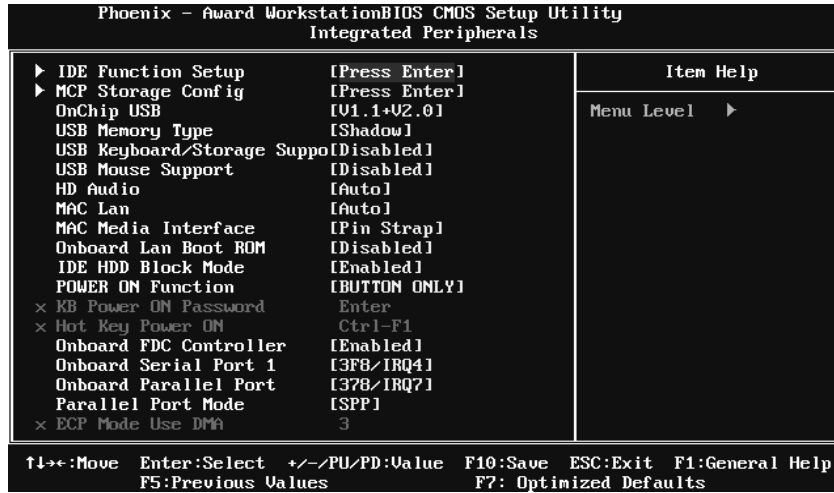 Phoenix - Award WorkstationBIOS CMOS Setup Utility
Integrated Peripherals
▶ IDE Function Setup [Press Enter]
▶ MCP Storage Config [Press Enter]
OnChip USB [V1.1+V2.0]
USB Memory Type [Shadow]
USB Keyboard/Storage Suppo[Disabled]
USB Mouse Support [Disabled]
HD Audio [Auto]
MAC Lan [Auto]
MAC Media Interface [Pin Strap]
Onboard Lan Boot ROM [Disabled]
IDE HDD Block Mode [Enabled]
POWER ON Function [BUTTON ONLY]
x KB Power ON Password Enter
x Hot Key Power ON Ctrl-F1
Onboard FDC Controller [Enabled]
Onboard Serial Port 1 [3F8/IRQ4]
Onboard Parallel Port [378/IRQ7]
Parallel Port Mode [SPP]
x ECP Mode Use DMA 3
Item Help
Menu Level ▶
↑↓→←:Move Enter:Select +/-/PU/PD:Value F10:Save ESC:Exit F1:General Help
F5:Previous Values F7: Optimized Defaults